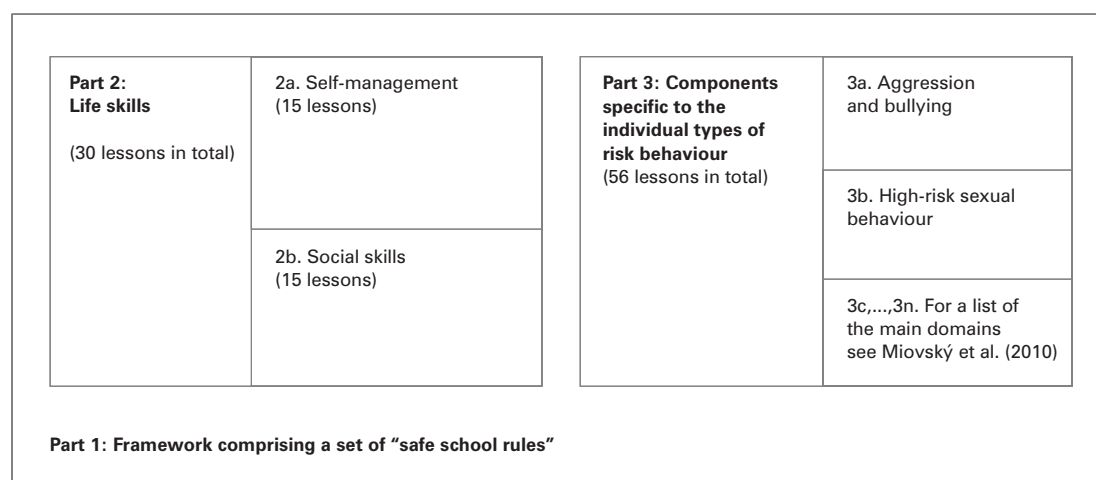 Part 2:
Life skills
(30 lessons in total)
2a. Self-management
(15 lessons)
2b. Social skills
(15 lessons)
Part 3: Components
specific to the
individual types of
risk behaviour
(56 lessons in total)
3a. Aggression
and bullying
3b. High-risk sexual
behaviour
3c,...,3n. For a list of
the main domains
see Miovský et al. (2010)
Part 1: Framework comprising a set of “safe school rules”